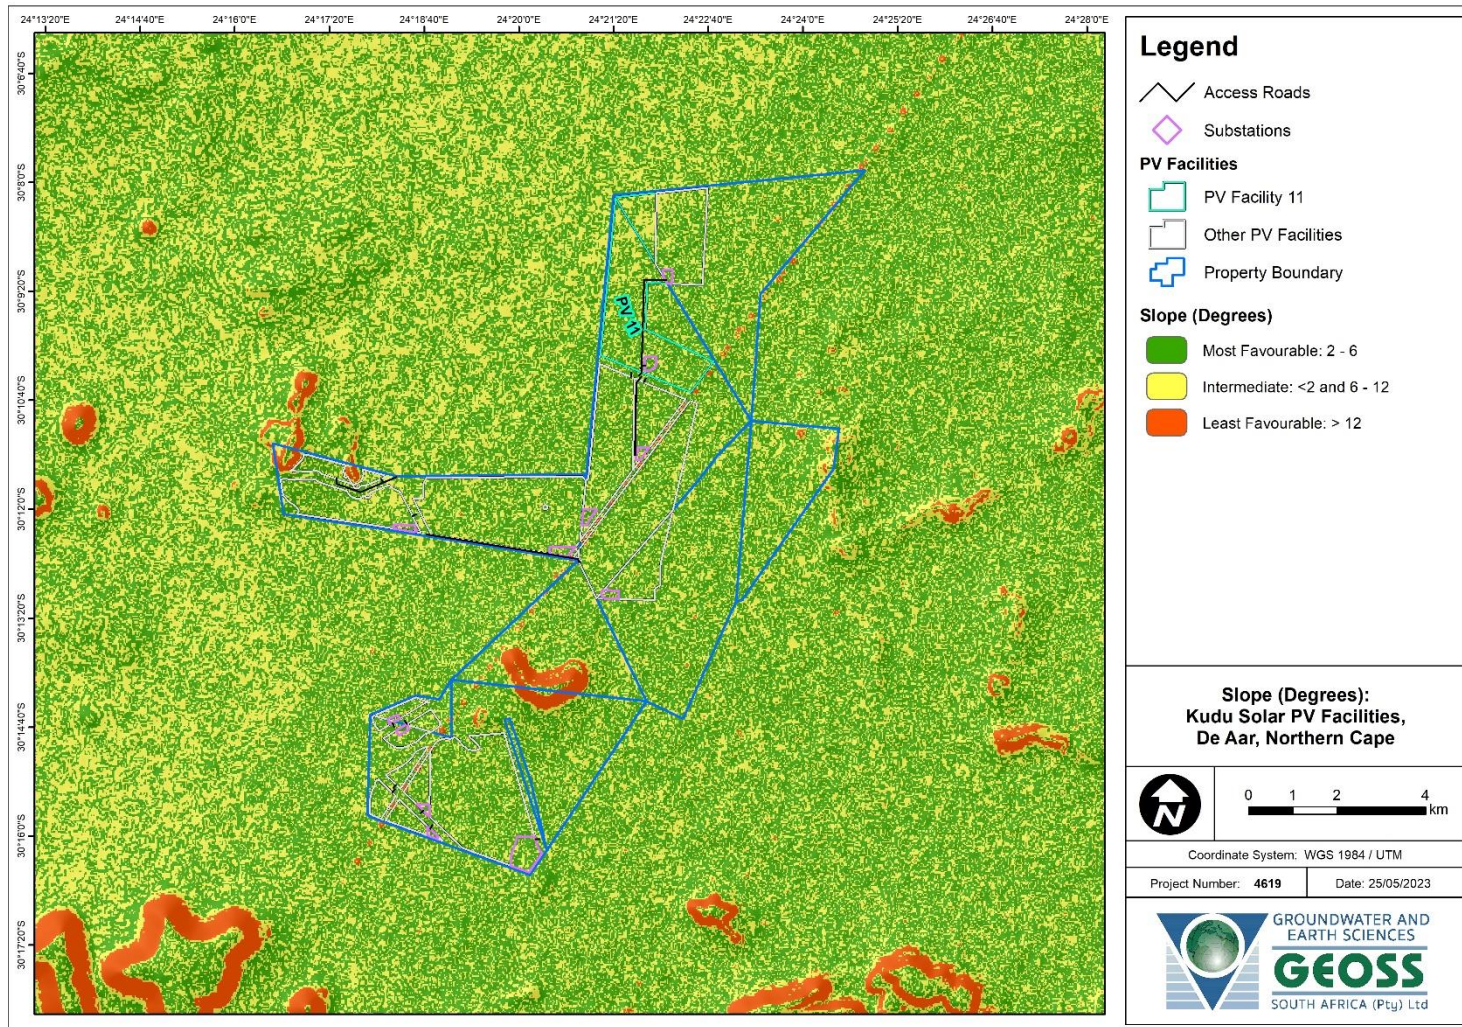 24°13'20"E 24°14'40"E 24°16'0"E 24°17'20"E 24°18'40"E 24°20'0"E 24°21'20"E 24°22'40"E 24°24'0"E 24°25'20"E 24°26'40"E 24°28'0"E
30°6'40"S
30°8'0"S
30°9'20"S
30°10'40"S
30°12'0"S
30°13'20"S
30°14'40"S
30°16'0"S
30°17'20"S
PV 11
Legend
Access Roads
Substations
PV Facilities
PV Facility 11
Other PV Facilities
Property Boundary
Slope (Degrees)
Most Favourable: 2 - 6
Intermediate: <2 and 6 - 12
Least Favourable: > 12
Slope (Degrees):
Kudu Solar PV Facilities,
De Aar, Northern Cape
N
0 1 2 4
km
Coordinate System: WGS 1984 / UTM
Project Number: 4619 Date: 25/05/2023
GROUNDWATER AND
EARTH SCIENCES
GEOSS
SOUTH AFRICA (Pty) Ltd